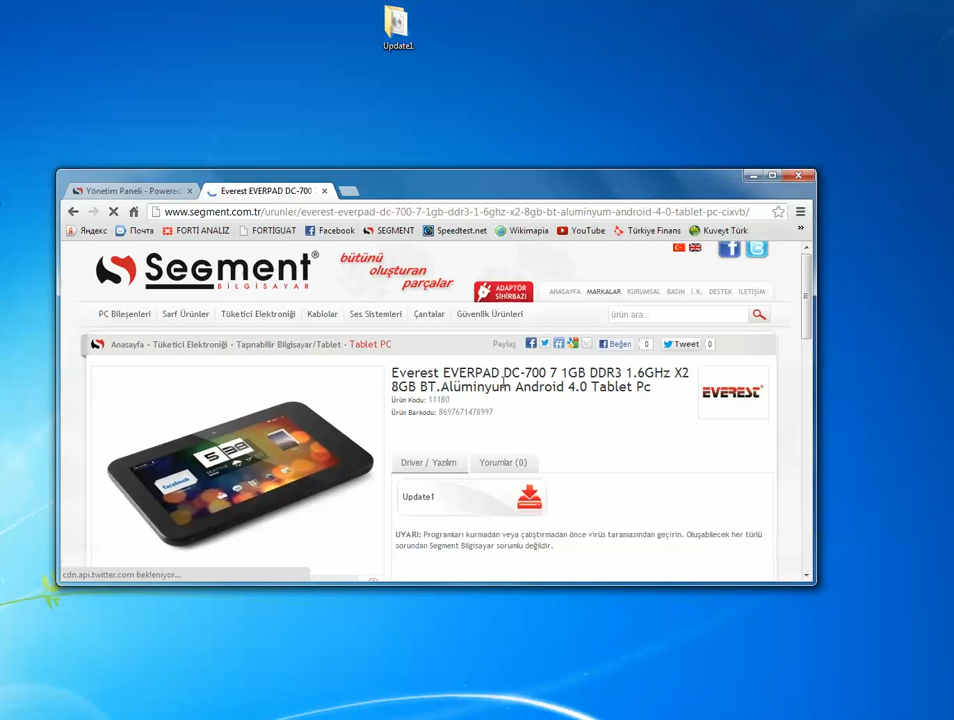 Update1
Yönetim Paneli - Powered
Everest EVERPAD DC-700
www.segment.com.tr/urunler/everest-everpad-dc-700-7-1gb-ddr3-1-6ghz-x2-8gb-bt-aluminyum-android-4-0-tablet-pc-cixvb/
Яндекс Почта FORTİ ANALİZ FORTİGUAT Facebook SEGMENT Speedtest.net Wikimapia YouTube Türkiye Finans Kuveyt Türk »
Segment®
BİLGİSAYAR
bütünü
oluşturan
parçalar
ADAPTÖR
SİHİRBAZI
ANASAYFA MARKALAR KURUMSAL BASIN İ.K. DESTEK İLETİŞİM
PC Bileşenleri Sarf Ürünler Tüketici Elektroniği Kablolar Ses Sistemleri Çantalar Güvenlik Ürünleri
ürün ara...
Anasayfa - Tüketici Elektroniği - Taşınabilir Bilgisayar/Tablet - Tablet PC
Paylaş Beğen 0 Tweet 0
Everest EVERPAD DC-700 7 1GB DDR3 1.6GHz X2
8GB BT.Alüminyum Android 4.0 Tablet Pc
Ürün Kodu: 11180
Ürün Barkodu: 8697671478997
EVEREST
Driver / Yazılım Yorumlar (0)
Update1
UYARI: Programları kurmadan veya çalıştırmadan önce virüs taramasından geçirin. Oluşabilecek her türlü
sorundan Segment Bilgisayar sorumlu değildir.
facebook
cdn.api.twitter.com bekleniyor...